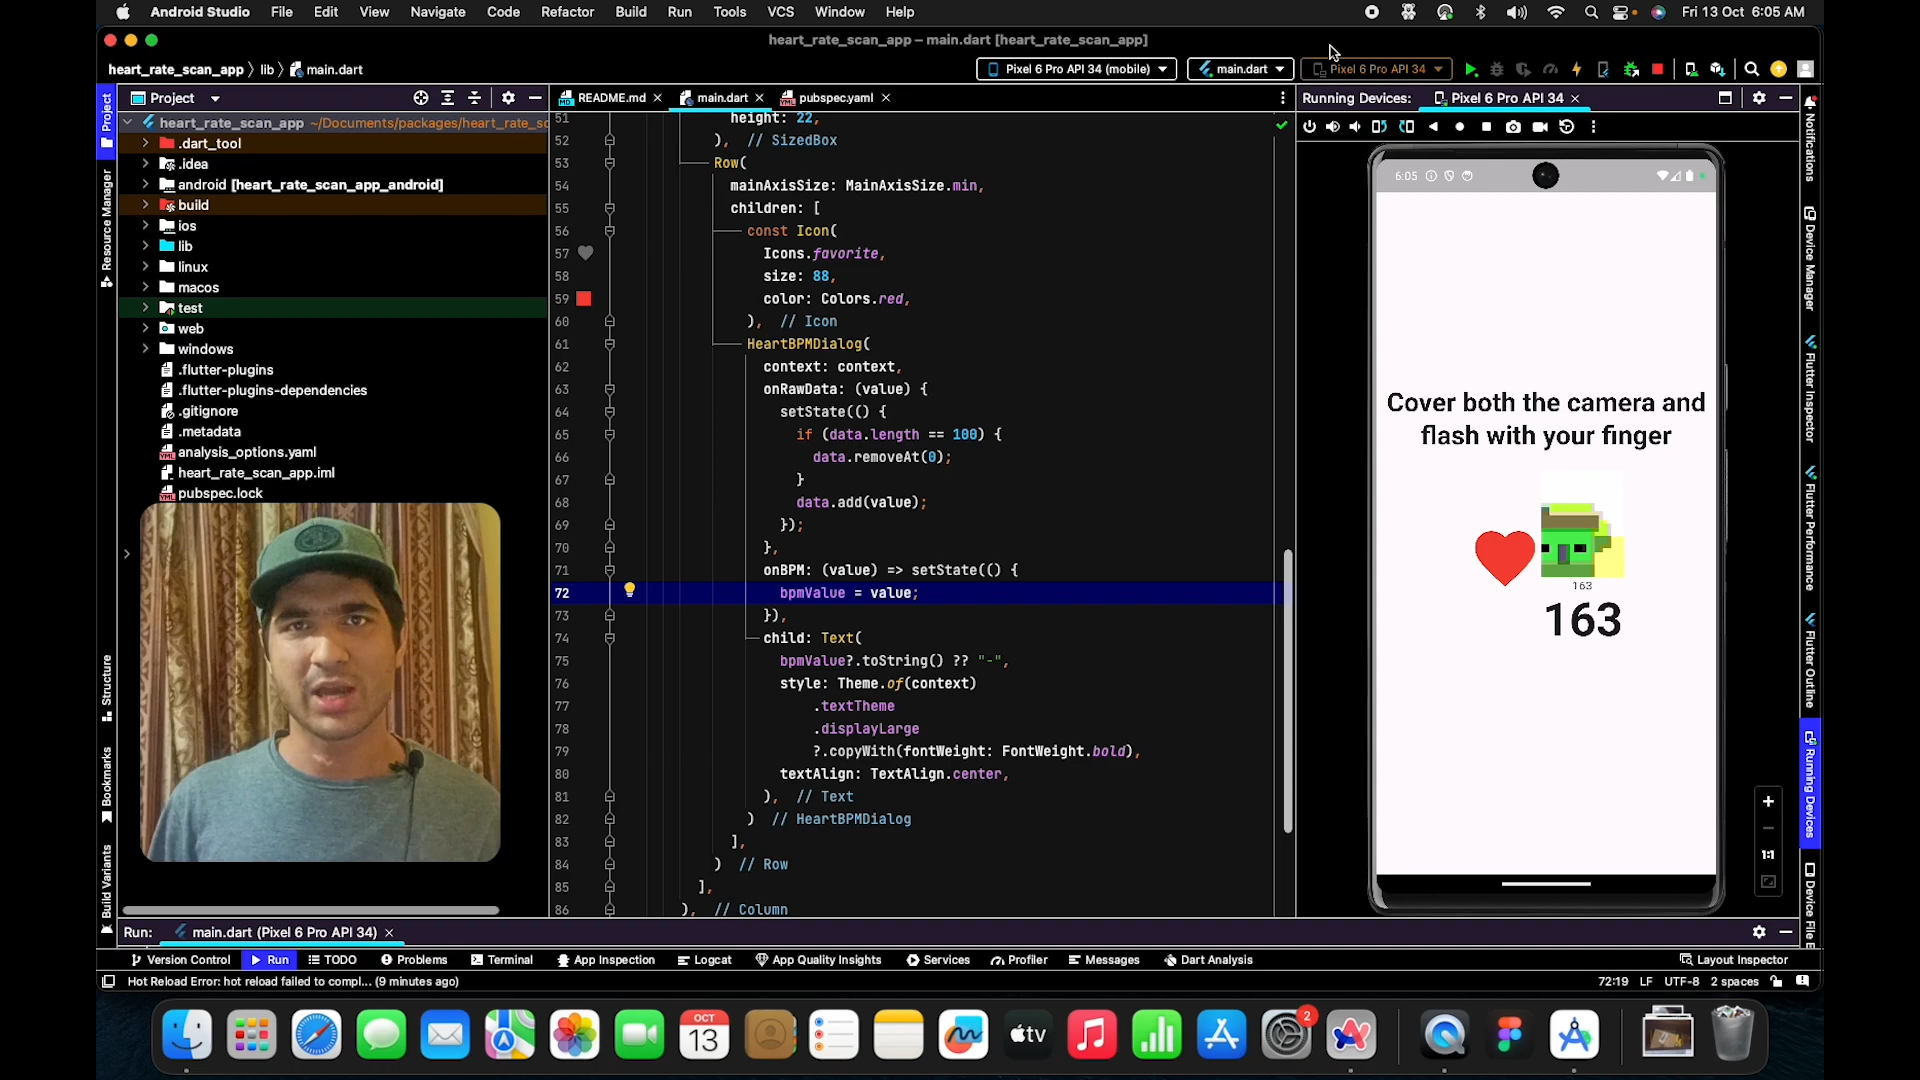 Android Studio File Edit View Navigate Code Refactor Build Run Tools VCS Window Help
Fri 13 Oct 6:05 AM
heart_rate_scan_app – main.dart [heart_rate_scan_app]
heart_rate_scan_app lib main.dart
Pixel 6 Pro API 34 (mobile) main.dart Pixel 6 Pro API 34
Project
README.md main.dart pubspec.yaml
Running Devices: Pixel 6 Pro API 34
heart_rate_scan_app ~/Documents/packages/heart_rate_sc
.dart_tool
.idea
android [heart_rate_scan_app_android]
build
ios
lib
linux
macos
test
web
windows
.flutter-plugins
.flutter-plugins-dependencies
.gitignore
.metadata
analysis_options.yaml
heart_rate_scan_app.iml
pubspec.lock
Project
Resource Manager
Structure
Bookmarks
Build Variants
51 height: 22,
52 ), // SizedBox
53 Row(
54 mainAxisSize: MainAxisSize.min,
55 children: [
56 const Icon(
57 Icons.favorite,
58 size: 88,
59 color: Colors.red,
60 ), // Icon
61 HeartBPMDialog(
62 context: context,
63 onRawData: (value) {
64 setState(() {
65 if (data.length == 100) {
66 data.removeAt(0);
67 }
68 data.add(value);
69 });
70 },
71 onBPM: (value) => setState(() {
72 bpmValue = value;
73 }),
74 child: Text(
75 bpmValue?.toString() ?? "-",
76 style: Theme.of(context)
77 .textTheme
78 .displayLarge
79 ?.copyWith(fontWeight: FontWeight.bold),
80 textAlign: TextAlign.center,
81 ), // Text
82 ) // HeartBPMDialog
83 ],
84 ) // Row
85 ],
86 ), // Column
6:05
Cover both the camera and
flash with your finger
163
163
1:1
Notifications
Device Manager
Flutter Inspector
Flutter Performance
Flutter Outline
Running Devices
Device File E
Run: main.dart (Pixel 6 Pro API 34)
Version Control Run TODO Problems Terminal App Inspection Logcat App Quality Insights Services Profiler Messages Dart Analysis Layout Inspector
Hot Reload Error: hot reload failed to compl... (9 minutes ago)
72:19 LF UTF-8 2 spaces
OCT
13
tv
2